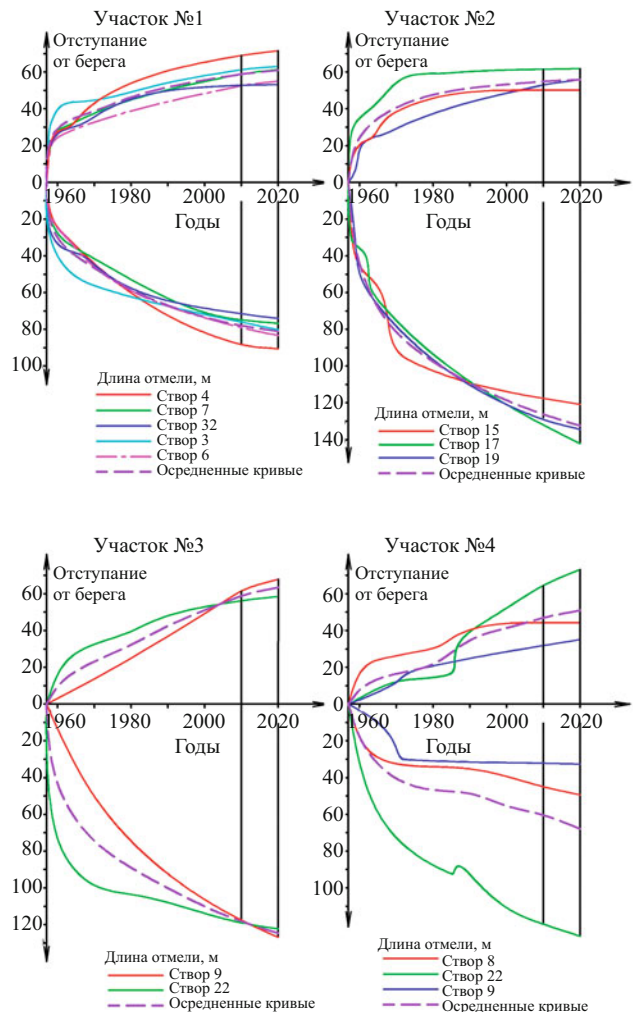 Участок №1
Отступание
от берега
60
40
20
0
1960
1980
2000
2020
Годы
20
40
60
80
100
Длина отмели, м
Створ 4
Створ 7
Створ 32
Створ 3
Створ 6
Осредненные кривые
Участок №2
Отступание
от берега
60
40
20
0
1960
1980
2000
2020
Годы
20
40
60
80
100
120
140
Длина отмели, м
Створ 15
Створ 17
Створ 19
Осредненные кривые
Участок №3
Отступание
от берега
60
40
20
0
1960
1980
2000
2020
Годы
20
40
60
80
100
120
Длина отмели, м
Створ 9
Створ 22
Осредненные кривые
Участок №4
Отступание
от берега
60
40
20
0
1960
1980
2000
2020
Годы
20
40
60
80
100
Длина отмели, м
Створ 8
Створ 22
Створ 9
Осредненные кривые